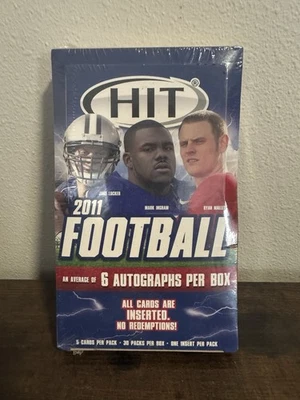 HIT
®
JAKE LOCKER
MARK INGRAM
RYAN MALLETT
2011
FOOTBALL
AN AVERAGE OF 6 AUTOGRAPHS PER BOX
ALL CARDS ARE
INSERTED.
NO REDEMPTIONS!
5 CARDS PER PACK • 30 PACKS PER BOX • ONE INSERT PER PACK